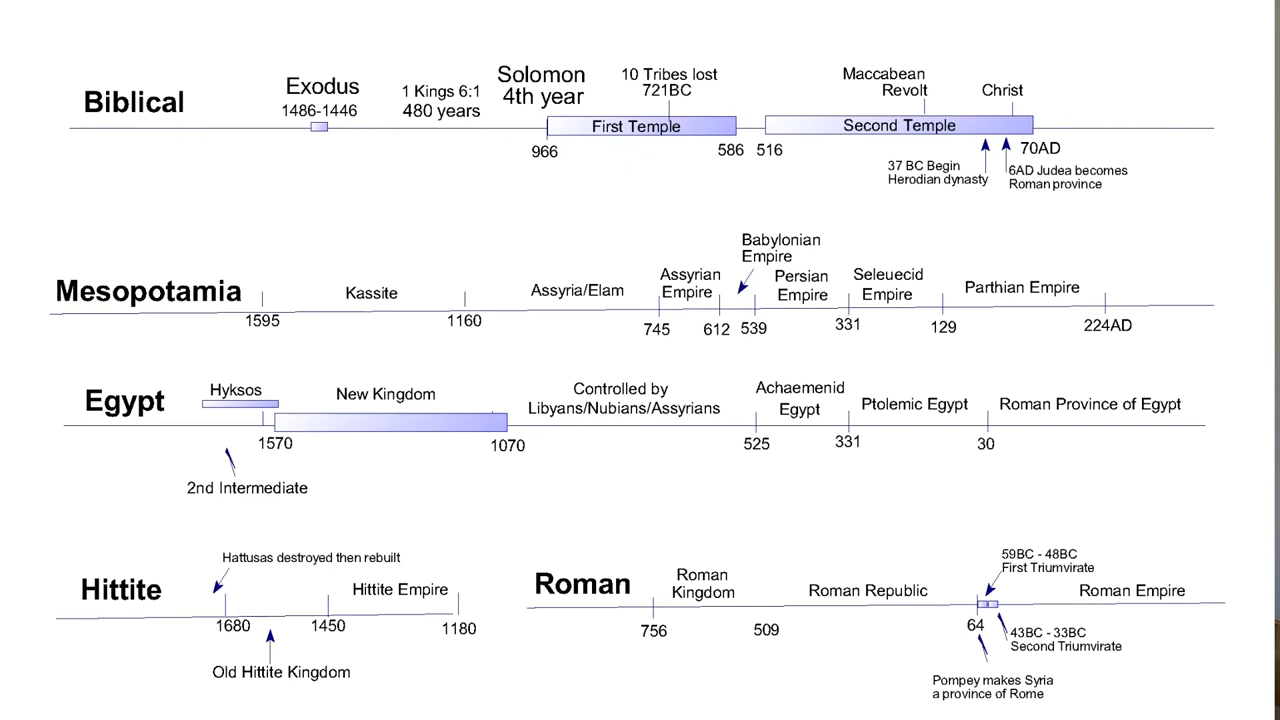 Biblical
Exodus
1486-1446
1 Kings 6:1
480 years
Solomon
4th year
10 Tribes lost
721BC
First Temple
966
586
516
Maccabean
Revolt
Christ
Second Temple
70AD
37 BC Begin
Herodian dynasty
6AD Judea becomes
Roman province
Mesopotamia
1595
Kassite
1160
Assyria/Elam
745
Assyrian
Empire
612
Babylonian
Empire
539
Persian
Empire
331
Seleuecid
Empire
129
Parthian Empire
224AD
Egypt
Hyksos
1570
New Kingdom
1070
Controlled by
Libyans/Nubians/Assyrians
525
Achaemenid
Egypt
331
Ptolemic Egypt
30
Roman Province of Egypt
2nd Intermediate
Hittite
Hattusas destroyed then rebuilt
1680
1450
Hittite Empire
1180
Old Hittite Kingdom
Roman
756
Roman
Kingdom
509
Roman Republic
64
59BC - 48BC
First Triumvirate
Roman Empire
43BC - 33BC
Second Triumvirate
Pompey makes Syria
a province of Rome